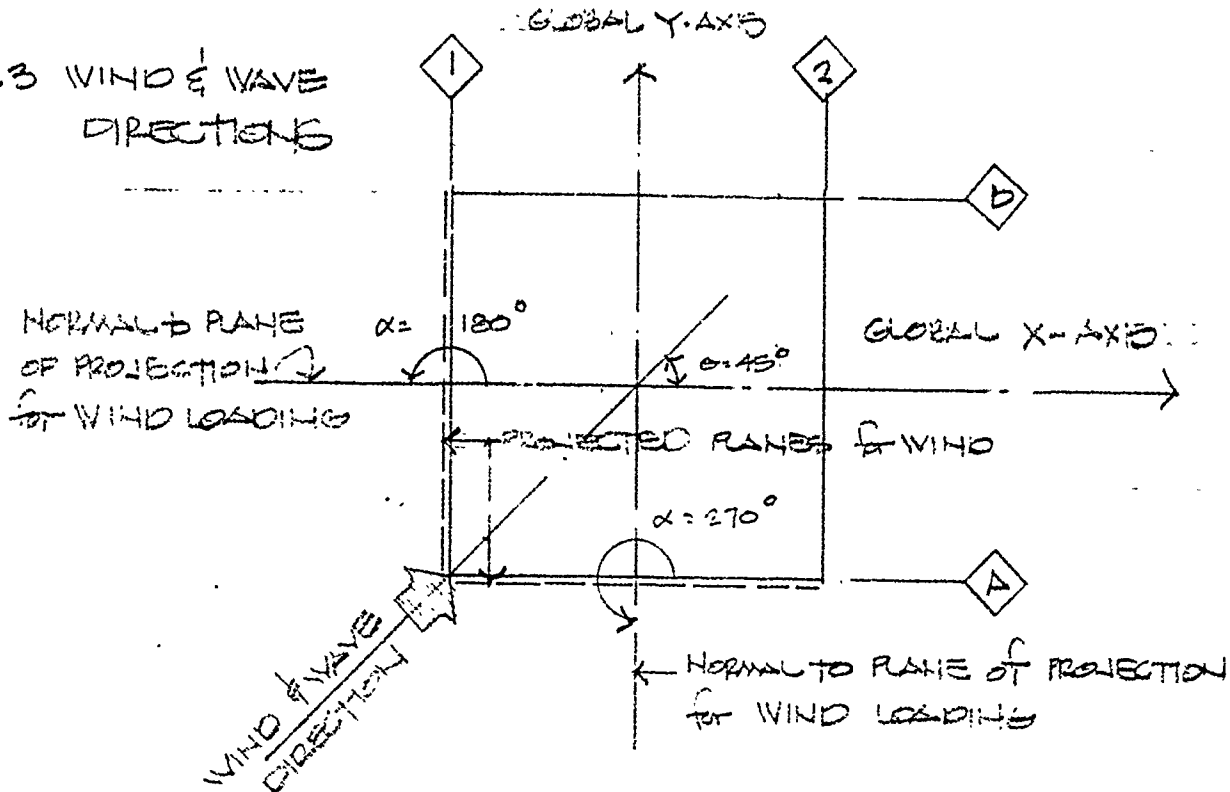 GLOBAL Y-AXIS
.3 WIND & WAVE
DIRECTIONS
1
2
b
NORMAL to PLANE
OF PROJECTION
for WIND LOADING
α= 180°
θ=45°
GLOBAL X-AXIS
PROJECTED PLANES for WIND
α=270°
A
WIND & WAVE
DIRECTION
NORMAL TO PLANE of PROJECTION
for WIND LOADING